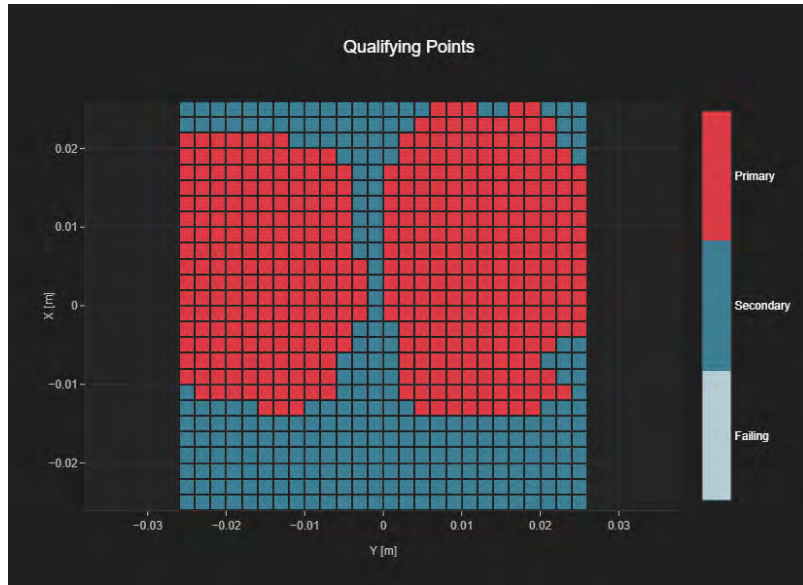 Qualifying Points
0.02
0.01
0
−0.01
−0.02
X [m]
−0.03
−0.02
−0.01
0
0.01
0.02
0.03
Y [m]
Primary
Secondary
Failing